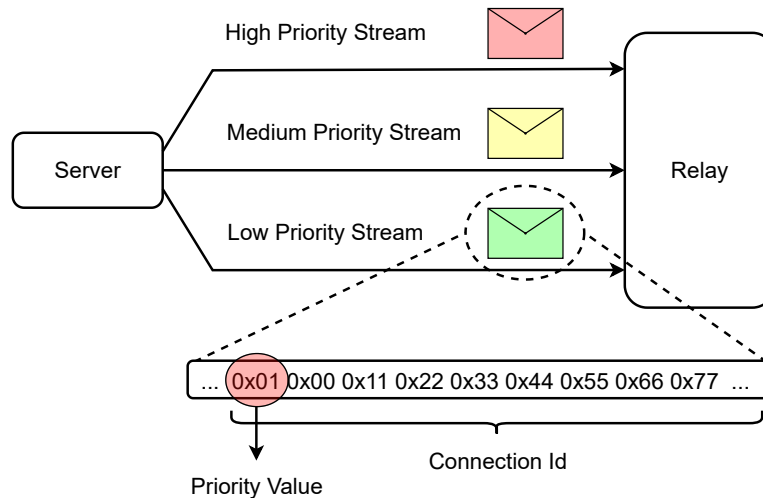 High Priority Stream
Medium Priority Stream
Server
Relay
Low Priority Stream
... 0x01 0x00 0x11 0x22 0x33 0x44 0x55 0x66 0x77 ...
Connection Id
Priority Value